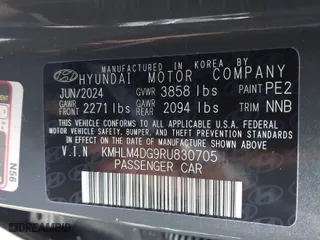 MANUFACTURED IN KOREA BY
HYUNDAI MOTOR COMPANY
JUN/2024 GVWR 3858 lbs PAINT PE2
GAWR 2271 lbs GAWR 2094 lbs TRIM NNB
THIS VEHICLE CONFORMS TO ALL APPLICABLE
U.S. FEDERAL MOTOR VEHICLE SAFETY, BUMPER,
AND THEFT PREVENTION STANDARDS IN
EFFECT ON THE DATE OF MANUFACTURE
SHOWN ABOVE.
V.I.N KMHLM4DG9RU830705
PASSENGER CAR
N56